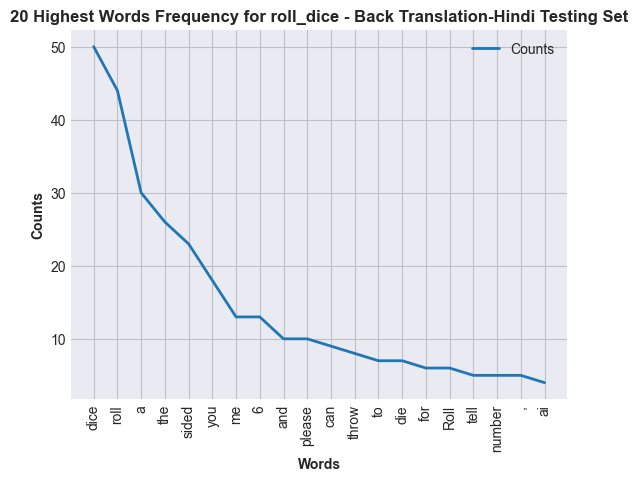 20 Highest Words Frequency for roll_dice - Back Translation-Hindi Testing Set
Counts
50
40
30
20
10
Counts
dice
roll
a
the
sided
you
me
6
and
please
can
throw
to
die
for
Roll
tell
number
,
ai
Words